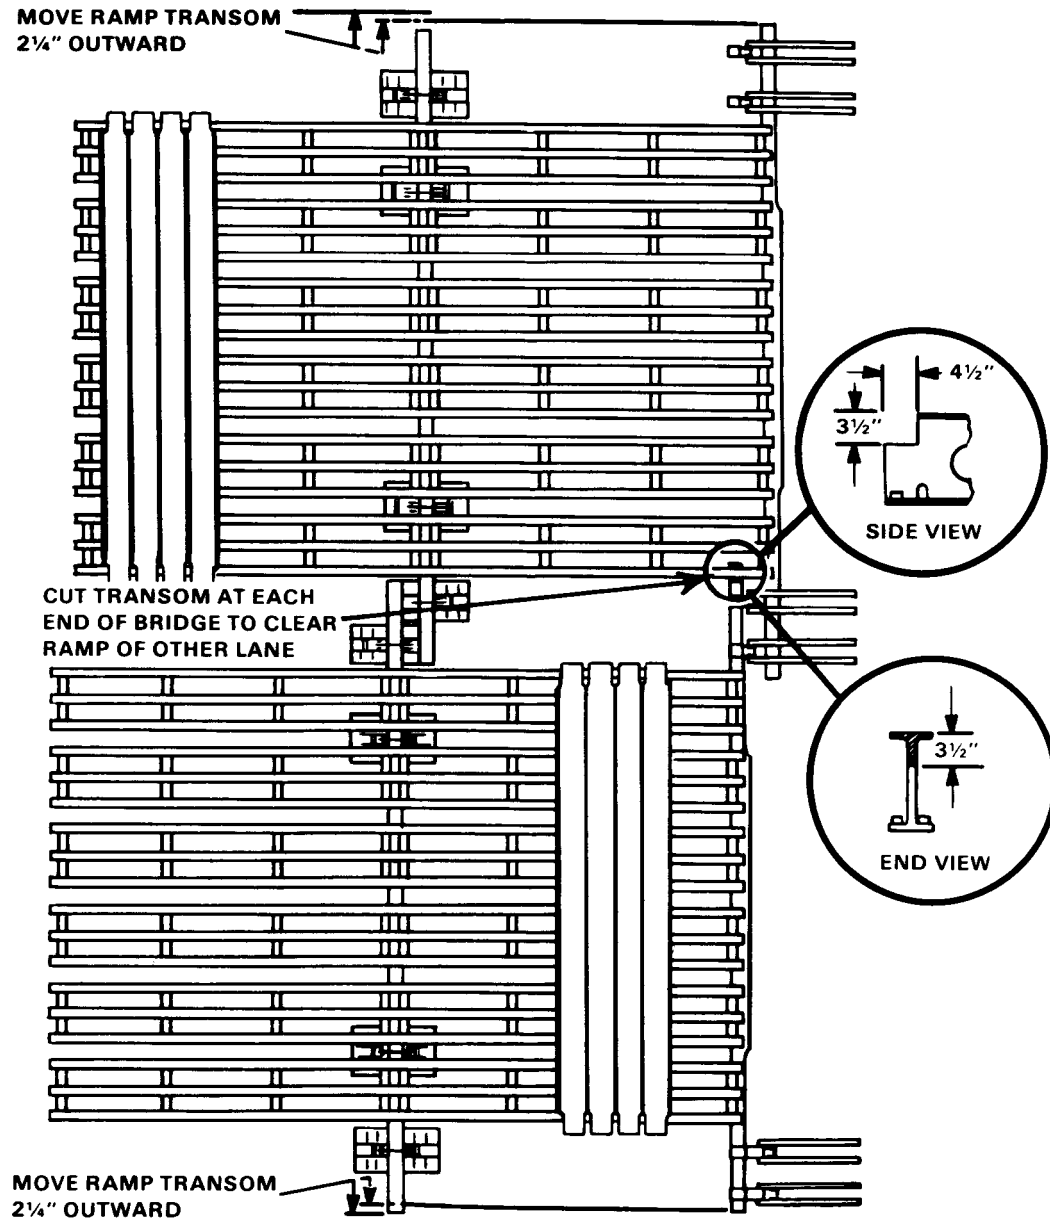 MOVE RAMP TRANSOM
2¼" OUTWARD
4½"
3½"
SIDE VIEW
CUT TRANSOM AT EACH
END OF BRIDGE TO CLEAR
RAMP OF OTHER LANE
3½"
END VIEW
MOVE RAMP TRANSOM
2¼" OUTWARD